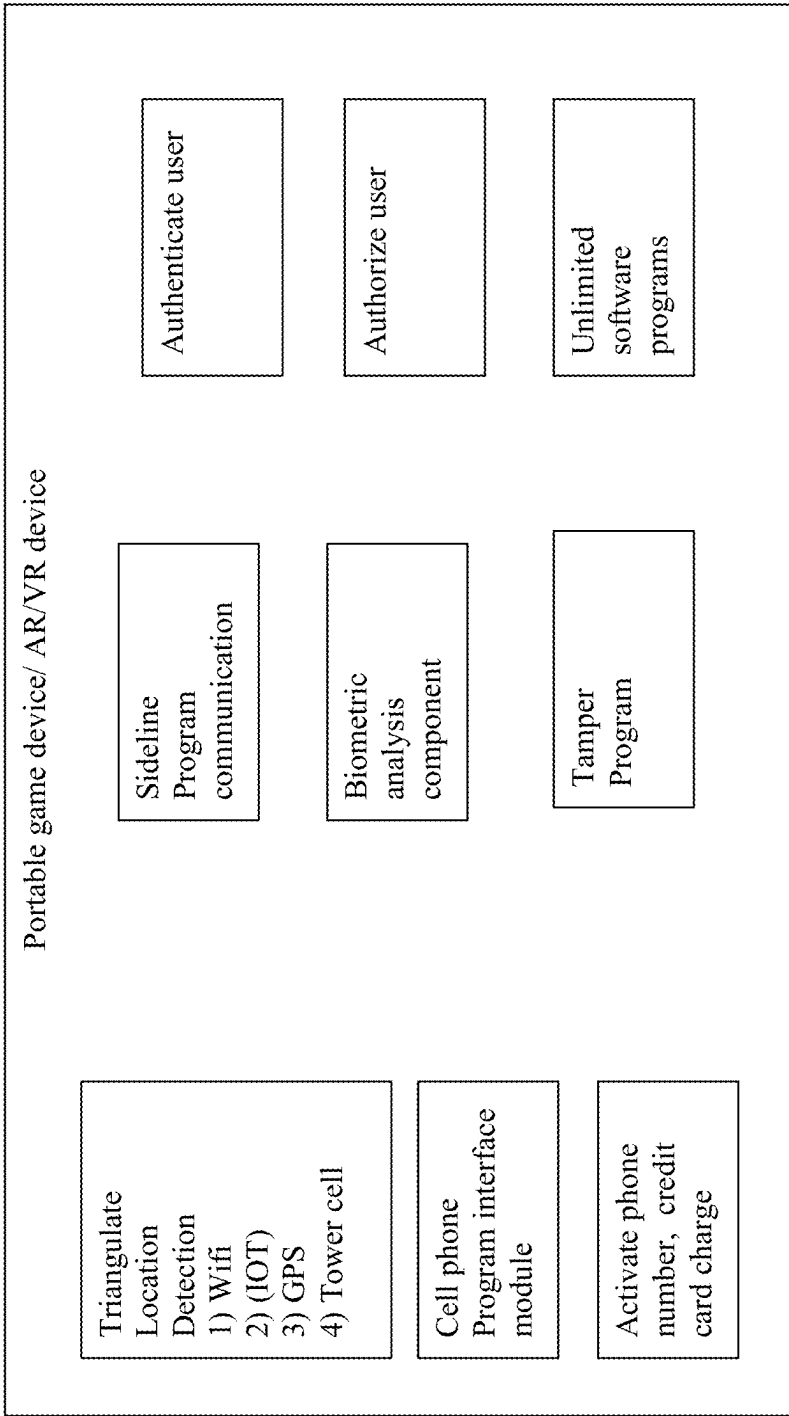 Portable game device/ AR/VR device
Triangulate
Location
Detection
1) Wifi
2) (IOT)
3) GPS
4) Tower cell
Cell phone
Program interface
module
Activate phone
number, credit
card charge
Sideline
Program
communication
Biometric
analysis
component
Tamper
Program
Authenticate user
Authorize user
Unlimited
software
programs